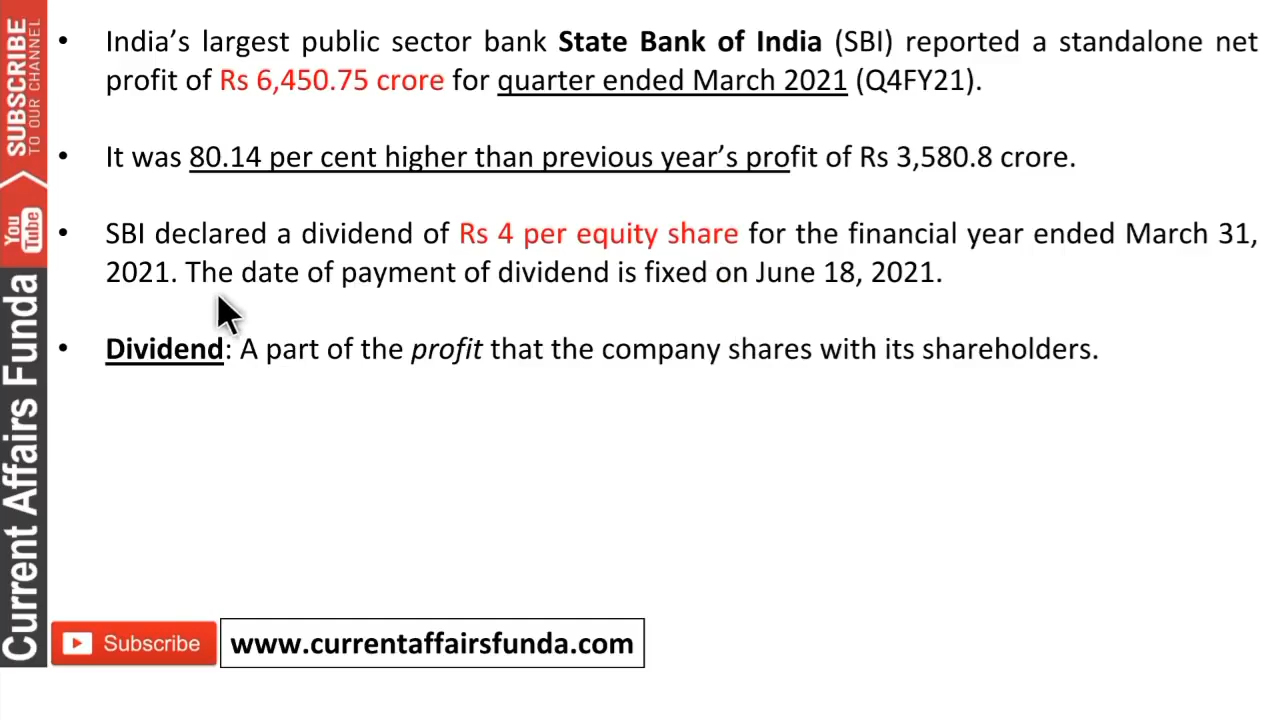 • India’s largest public sector bank State Bank of India (SBI) reported a standalone net
profit of Rs 6,450.75 crore for quarter ended March 2021 (Q4FY21).
• It was 80.14 per cent higher than previous year’s profit of Rs 3,580.8 crore.
• SBI declared a dividend of Rs 4 per equity share for the financial year ended March 31,
2021. The date of payment of dividend is fixed on June 18, 2021.
• Dividend: A part of the profit that the company shares with its shareholders.
SUBSCRIBE
TO OUR CHANNEL
You
Tube
Current Affairs Funda
Subscribe
www.currentaffairsfunda.com